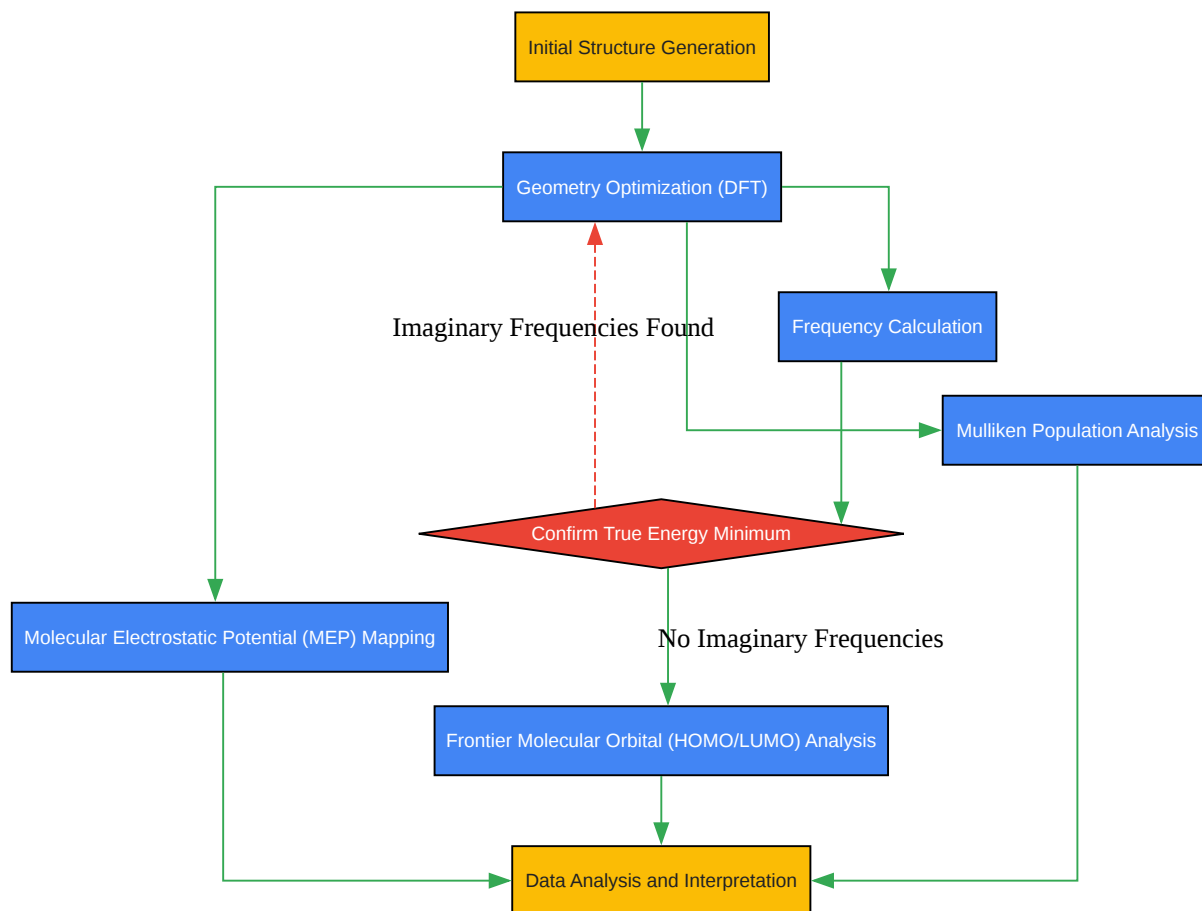 Initial Structure Generation
Geometry Optimization (DFT)
Imaginary Frequencies Found
Frequency Calculation
Mulliken Population Analysis
Confirm True Energy Minimum
Molecular Electrostatic Potential (MEP) Mapping
No Imaginary Frequencies
Frontier Molecular Orbital (HOMO/LUMO) Analysis
Data Analysis and Interpretation